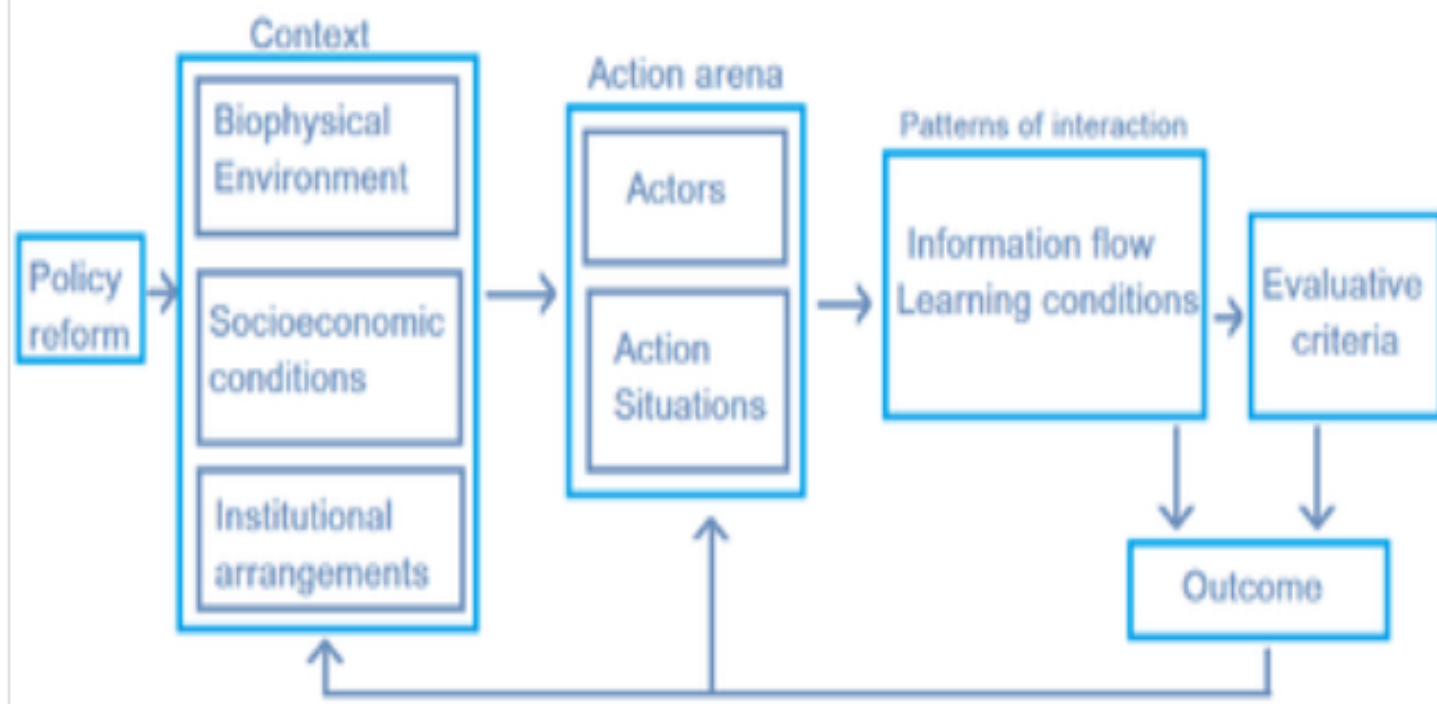 Context
Action arena
Patterns of interaction
Policy
reform
Biophysical
Environment
Socioeconomic
conditions
Institutional
arrangements
Actors
Action
Situations
Information flow
Learning conditions
Evaluative
criteria
Outcome